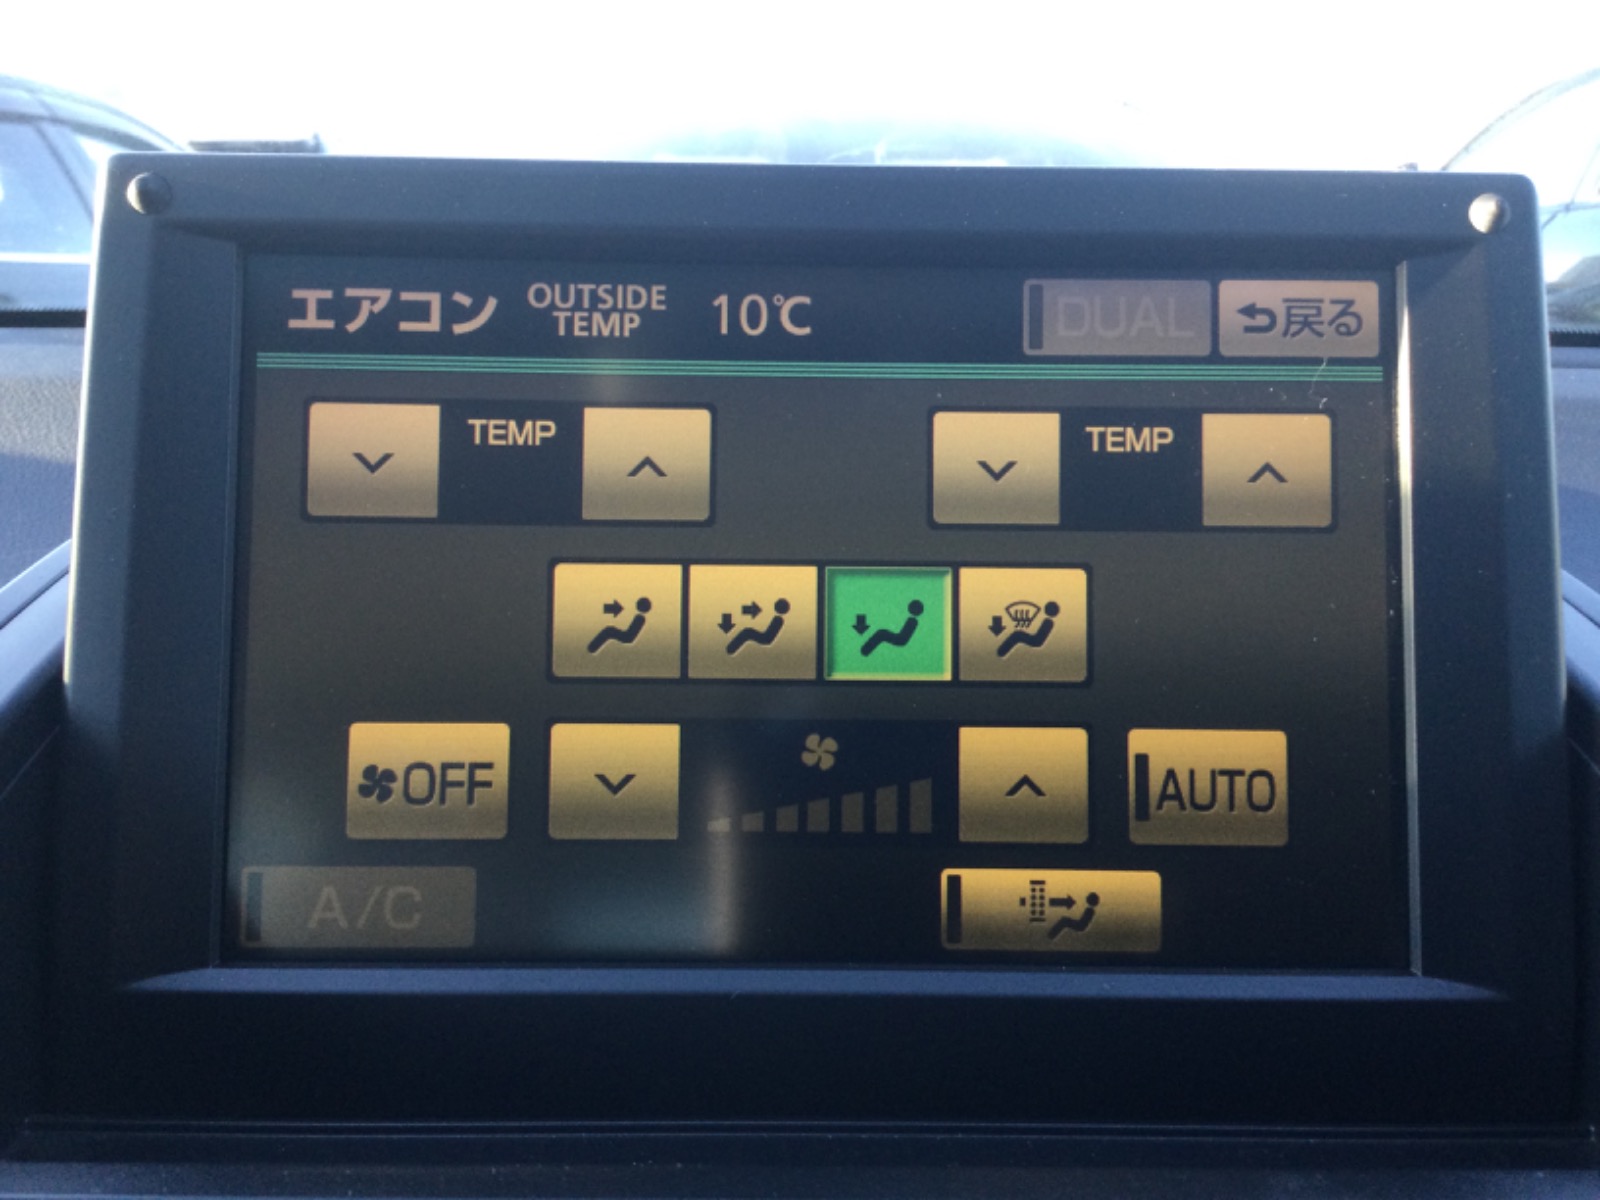 エアコン OUTSIDE TEMP 10℃ DUAL 戻る
TEMP TEMP
OFF AUTO
A/C